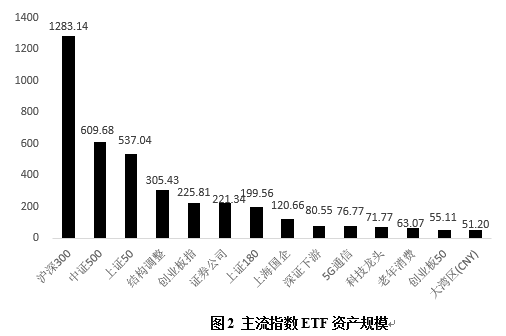 1400
1200
1000
800
600
400
200
0
1283.14
609.68
537.04
305.43
225.81
221.34
199.56
120.66
80.55
76.77
71.77
63.07
55.11
51.20
沪深300
中证500
上证50
结构调整
创业板指
证券公司
上证180
上海国企
深证下游
5G通信
科技龙头
老年消费
创业板50
大湾区(CNY)
图2 主流指数ETF资产规模